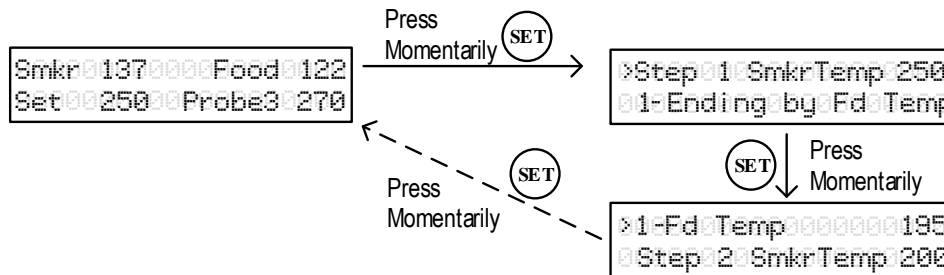 Press
Momentarily SET
Smkr 137 Food 122
Set 250 Probe3 270
>Step 1 SmkrTemp 250
1-Ending by Fd Temp
SET Press
Momentarily
SET
Press
Momentarily
>1-Fd Temp 195
Step 2 SmkrTemp 200